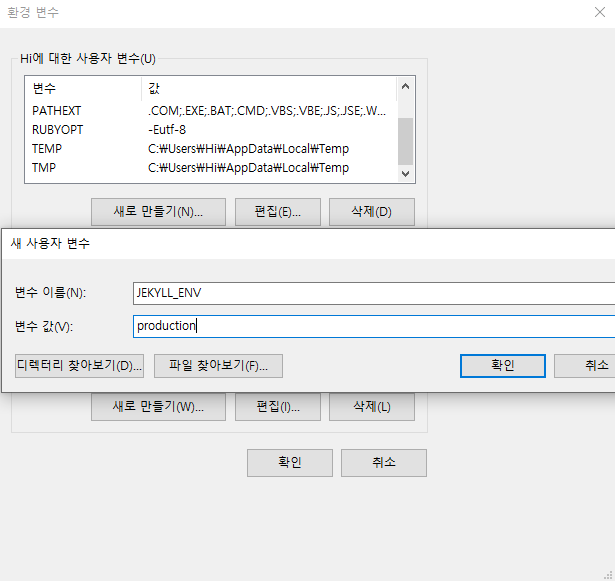 환경 변수
Hi에 대한 사용자 변수(U)
변수 값
PATHEXT .COM;.EXE;.BAT;.CMD;.VBS;.VBE;.JS;.JSE;.W...
RUBYOPT -Eutf-8
TEMP C:₩Users₩Hi₩AppData₩Local₩Temp
TMP C:₩Users₩Hi₩AppData₩Local₩Temp
새로 만들기(N)... 편집(E)... 삭제(D)
새 사용자 변수
변수 이름(N): JEKYLL_ENV
변수 값(V): production
디렉터리 찾아보기(D)... 파일 찾아보기(F)... 확인 취소
새로 만들기(W)... 편집(I)... 삭제(L)
확인 취소